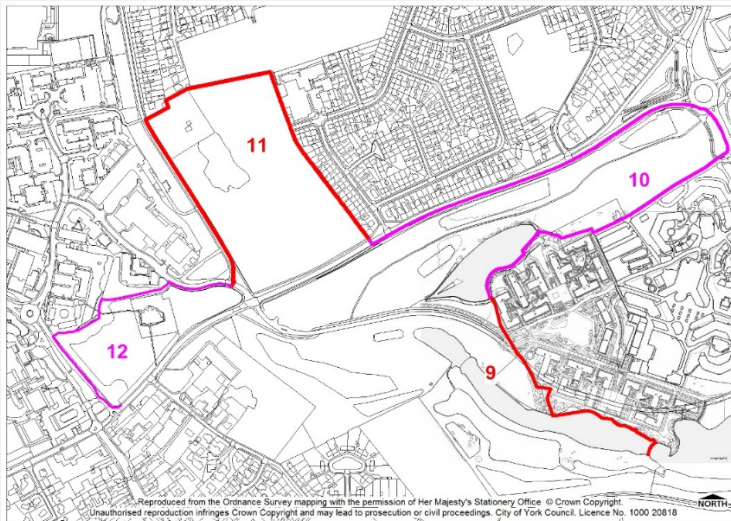 11
10
12
9
NORTH
Reproduced from the Ordnance Survey mapping with the permission of Her Majesty's Stationery Office © Crown Copyright.
Unauthorised reproduction infringes Crown Copyright and may lead to prosecution or civil proceedings. City of York Council. Licence No. 1000 20818